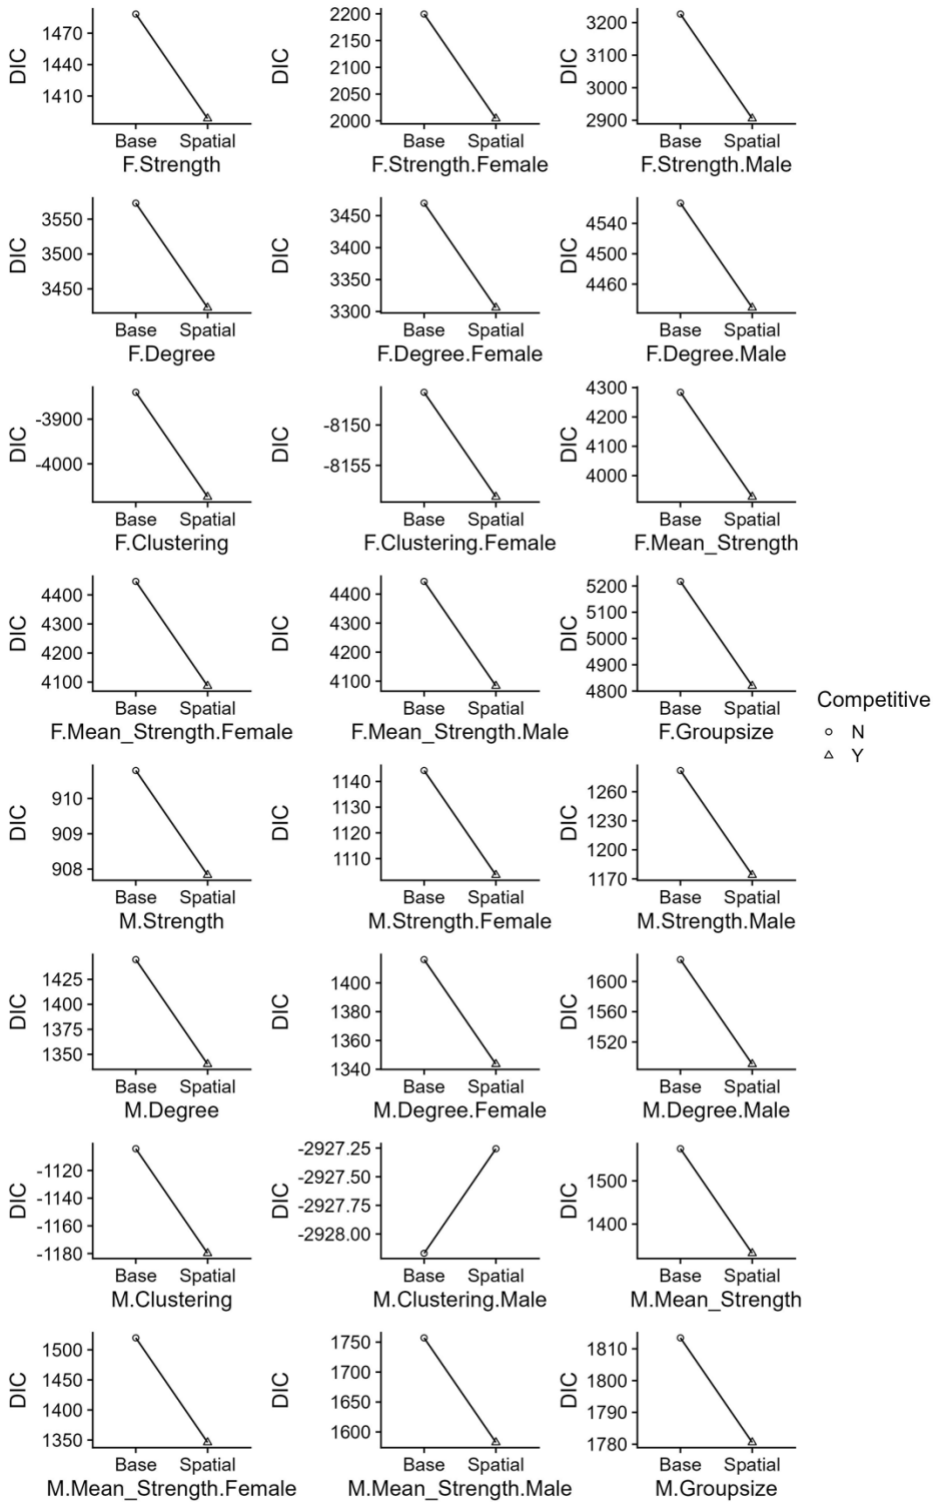 1470
1440
1410
DIC
Base Spatial
F.Strength
2200
2150
2100
2050
2000
DIC
Base Spatial
F.Strength.Female
3200
3100
3000
2900
DIC
Base Spatial
F.Strength.Male
3550
3500
3450
DIC
Base Spatial
F.Degree
3450
3400
3350
3300
DIC
Base Spatial
F.Degree.Female
4540
4500
4460
DIC
Base Spatial
F.Degree.Male
-3900
-4000
DIC
Base Spatial
F.Clustering
-8150
-8155
DIC
Base Spatial
F.Clustering.Female
4300
4200
4100
4000
DIC
Base Spatial
F.Mean_Strength
4400
4300
4200
4100
DIC
Base Spatial
F.Mean_Strength.Female
4400
4300
4200
4100
DIC
Base Spatial
F.Mean_Strength.Male
5200
5100
5000
4900
4800
DIC
Base Spatial
F.Groupsize
Competitive
N
Y
910
909
908
DIC
Base Spatial
M.Strength
1140
1130
1120
1110
DIC
Base Spatial
M.Strength.Female
1260
1230
1200
1170
DIC
Base Spatial
M.Strength.Male
1425
1400
1375
1350
DIC
Base Spatial
M.Degree
1400
1380
1360
1340
DIC
Base Spatial
M.Degree.Female
1600
1560
1520
DIC
Base Spatial
M.Degree.Male
-1120
-1140
-1160
-1180
DIC
Base Spatial
M.Clustering
-2927.25
-2927.50
-2927.75
-2928.00
DIC
Base Spatial
M.Clustering.Male
1500
1400
DIC
Base Spatial
M.Mean_Strength
1500
1450
1400
1350
DIC
Base Spatial
M.Mean_Strength.Female
1750
1700
1650
1600
DIC
Base Spatial
M.Mean_Strength.Male
1810
1800
1790
1780
DIC
Base Spatial
M.Groupsize